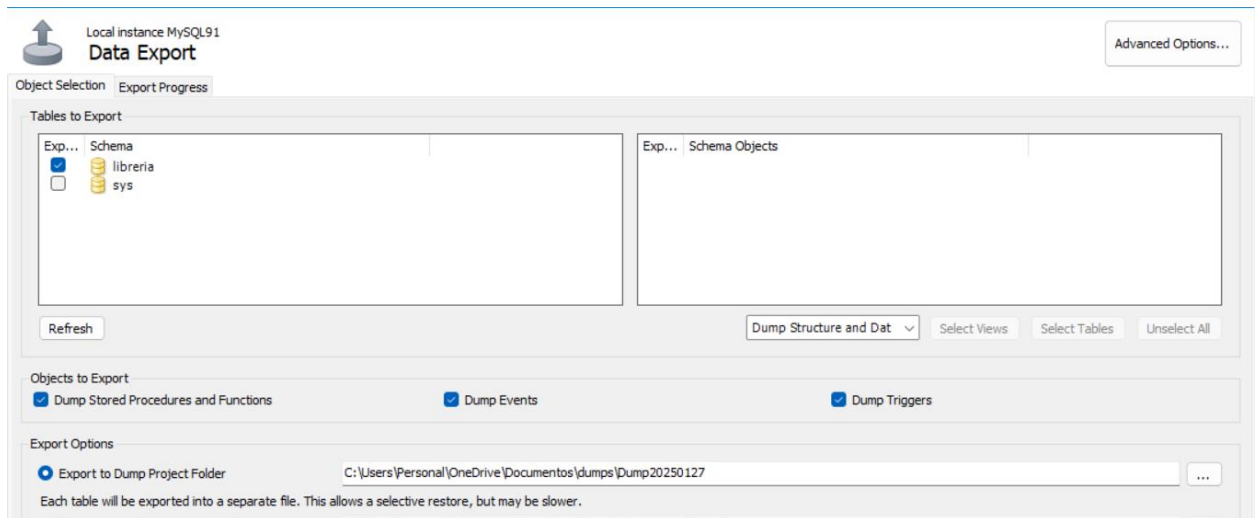 Local instance MySQL91
Data Export
Advanced Options...
Object Selection Export Progress
Tables to Export
Exp... Schema
libreria
sys
Exp... Schema Objects
Refresh
Dump Structure and Dat
Select Views
Select Tables
Unselect All
Objects to Export
Dump Stored Procedures and Functions
Dump Events
Dump Triggers
Export Options
Export to Dump Project Folder
C:\Users\Personal\OneDrive\Documentos\dumps\Dump20250127
...
Each table will be exported into a separate file. This allows a selective restore, but may be slower.